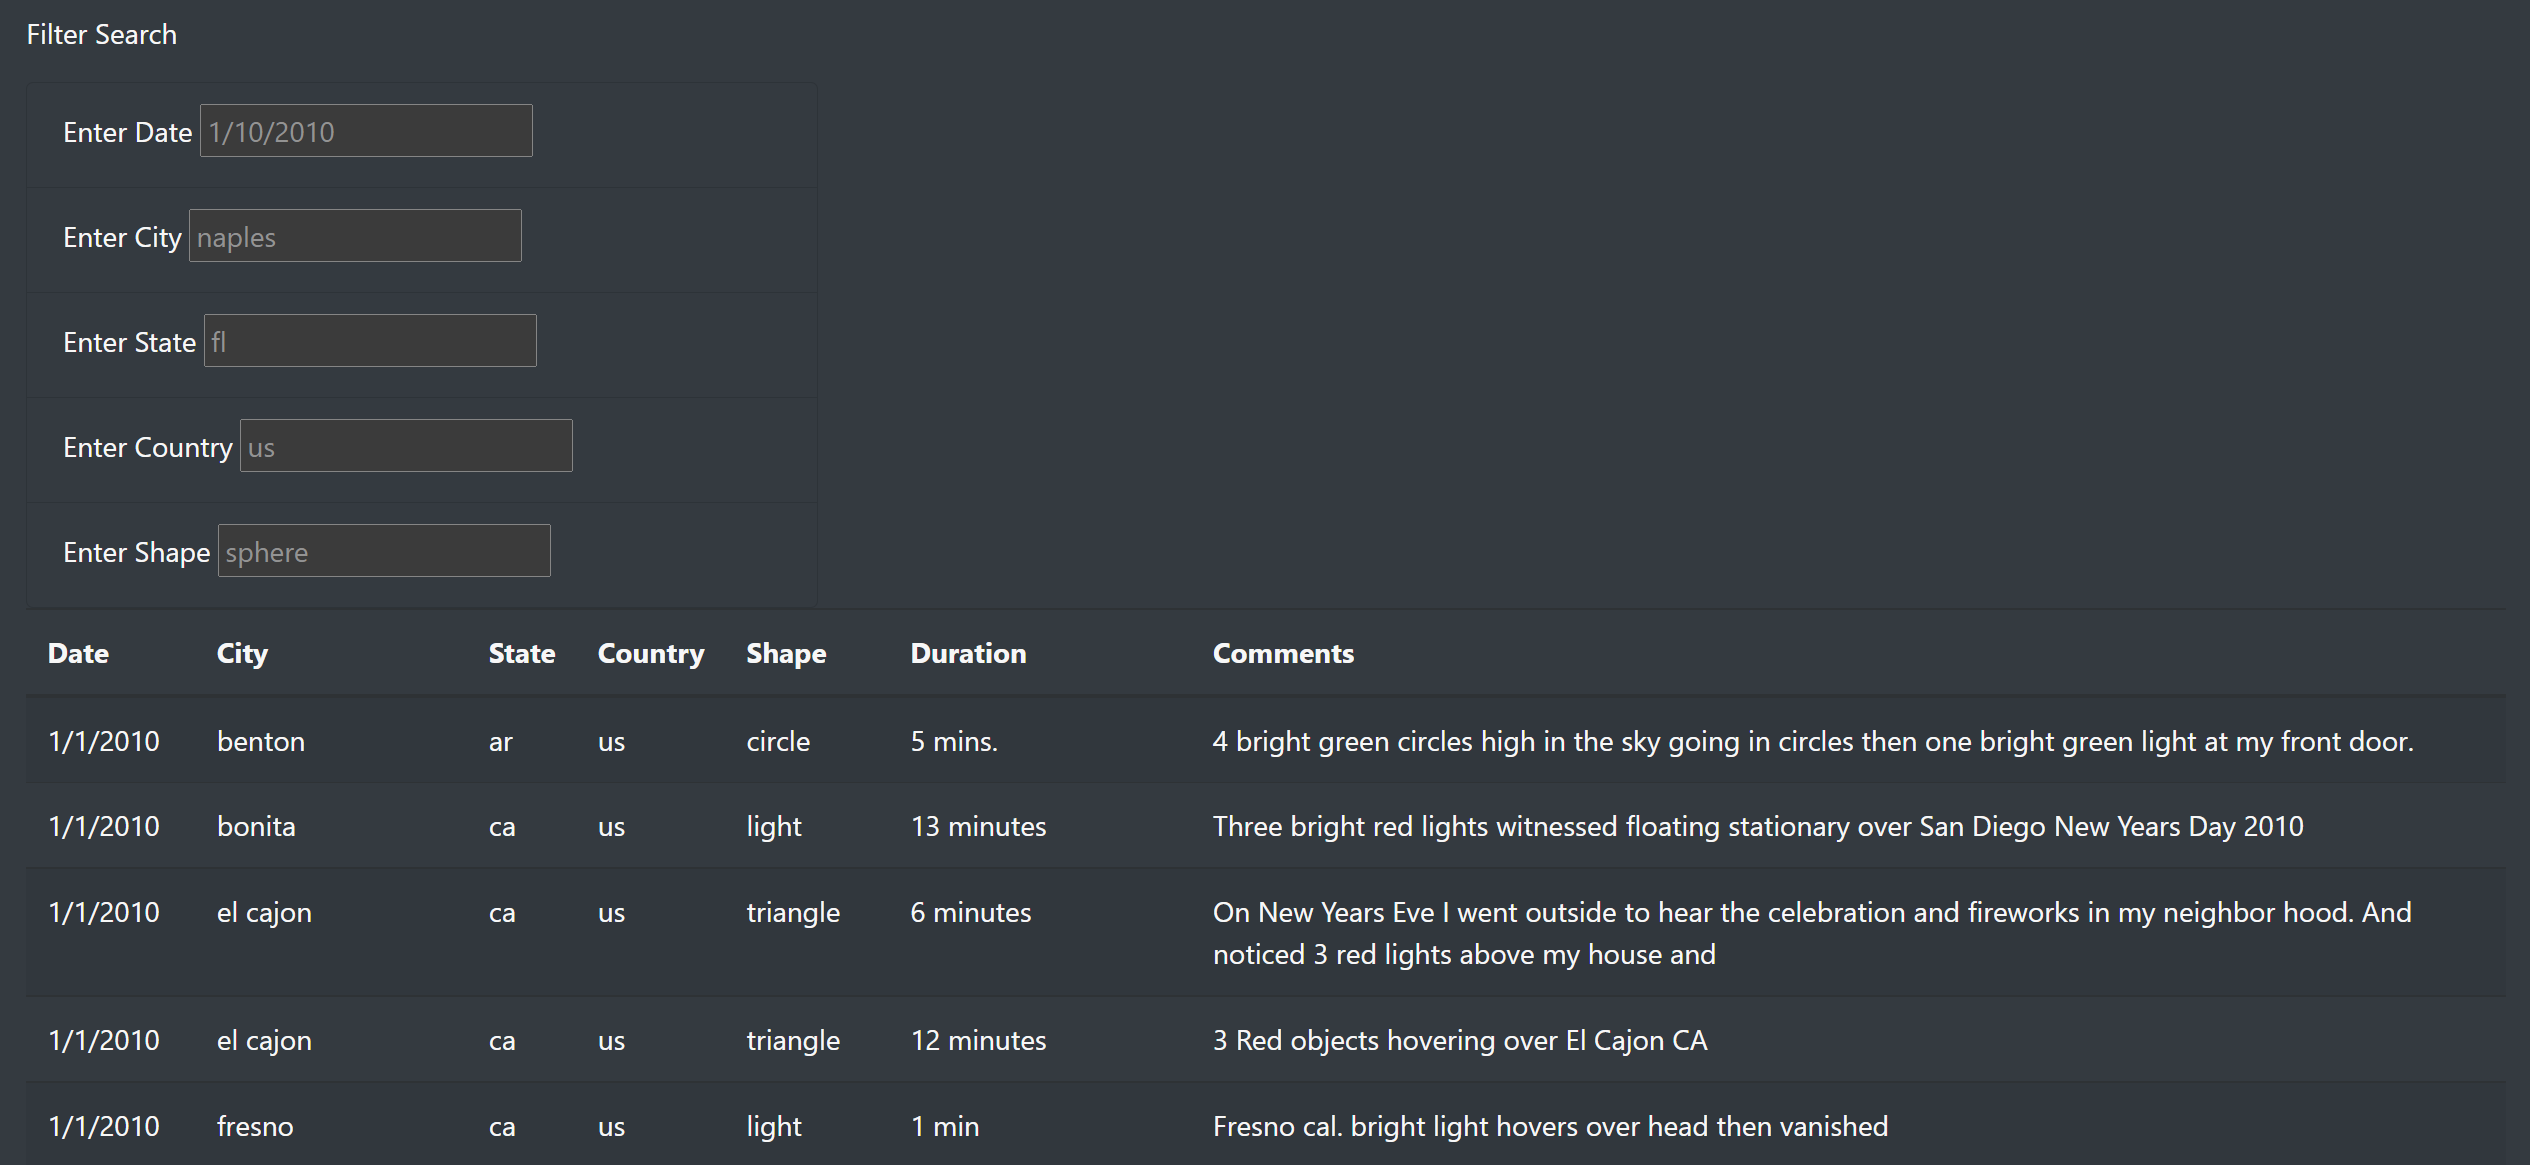 Filter Search
Enter Date 1/10/2010
Enter City naples
Enter State fl
Enter Country us
Enter Shape sphere
Date City State Country Shape Duration Comments
1/1/2010 benton ar us circle 5 mins. 4 bright green circles high in the sky going in circles then one bright green light at my front door.
1/1/2010 bonita ca us light 13 minutes Three bright red lights witnessed floating stationary over San Diego New Years Day 2010
1/1/2010 el cajon ca us triangle 6 minutes On New Years Eve I went outside to hear the celebration and fireworks in my neighbor hood. And
noticed 3 red lights above my house and
1/1/2010 el cajon ca us triangle 12 minutes 3 Red objects hovering over El Cajon CA
1/1/2010 fresno ca us light 1 min Fresno cal. bright light hovers over head then vanished